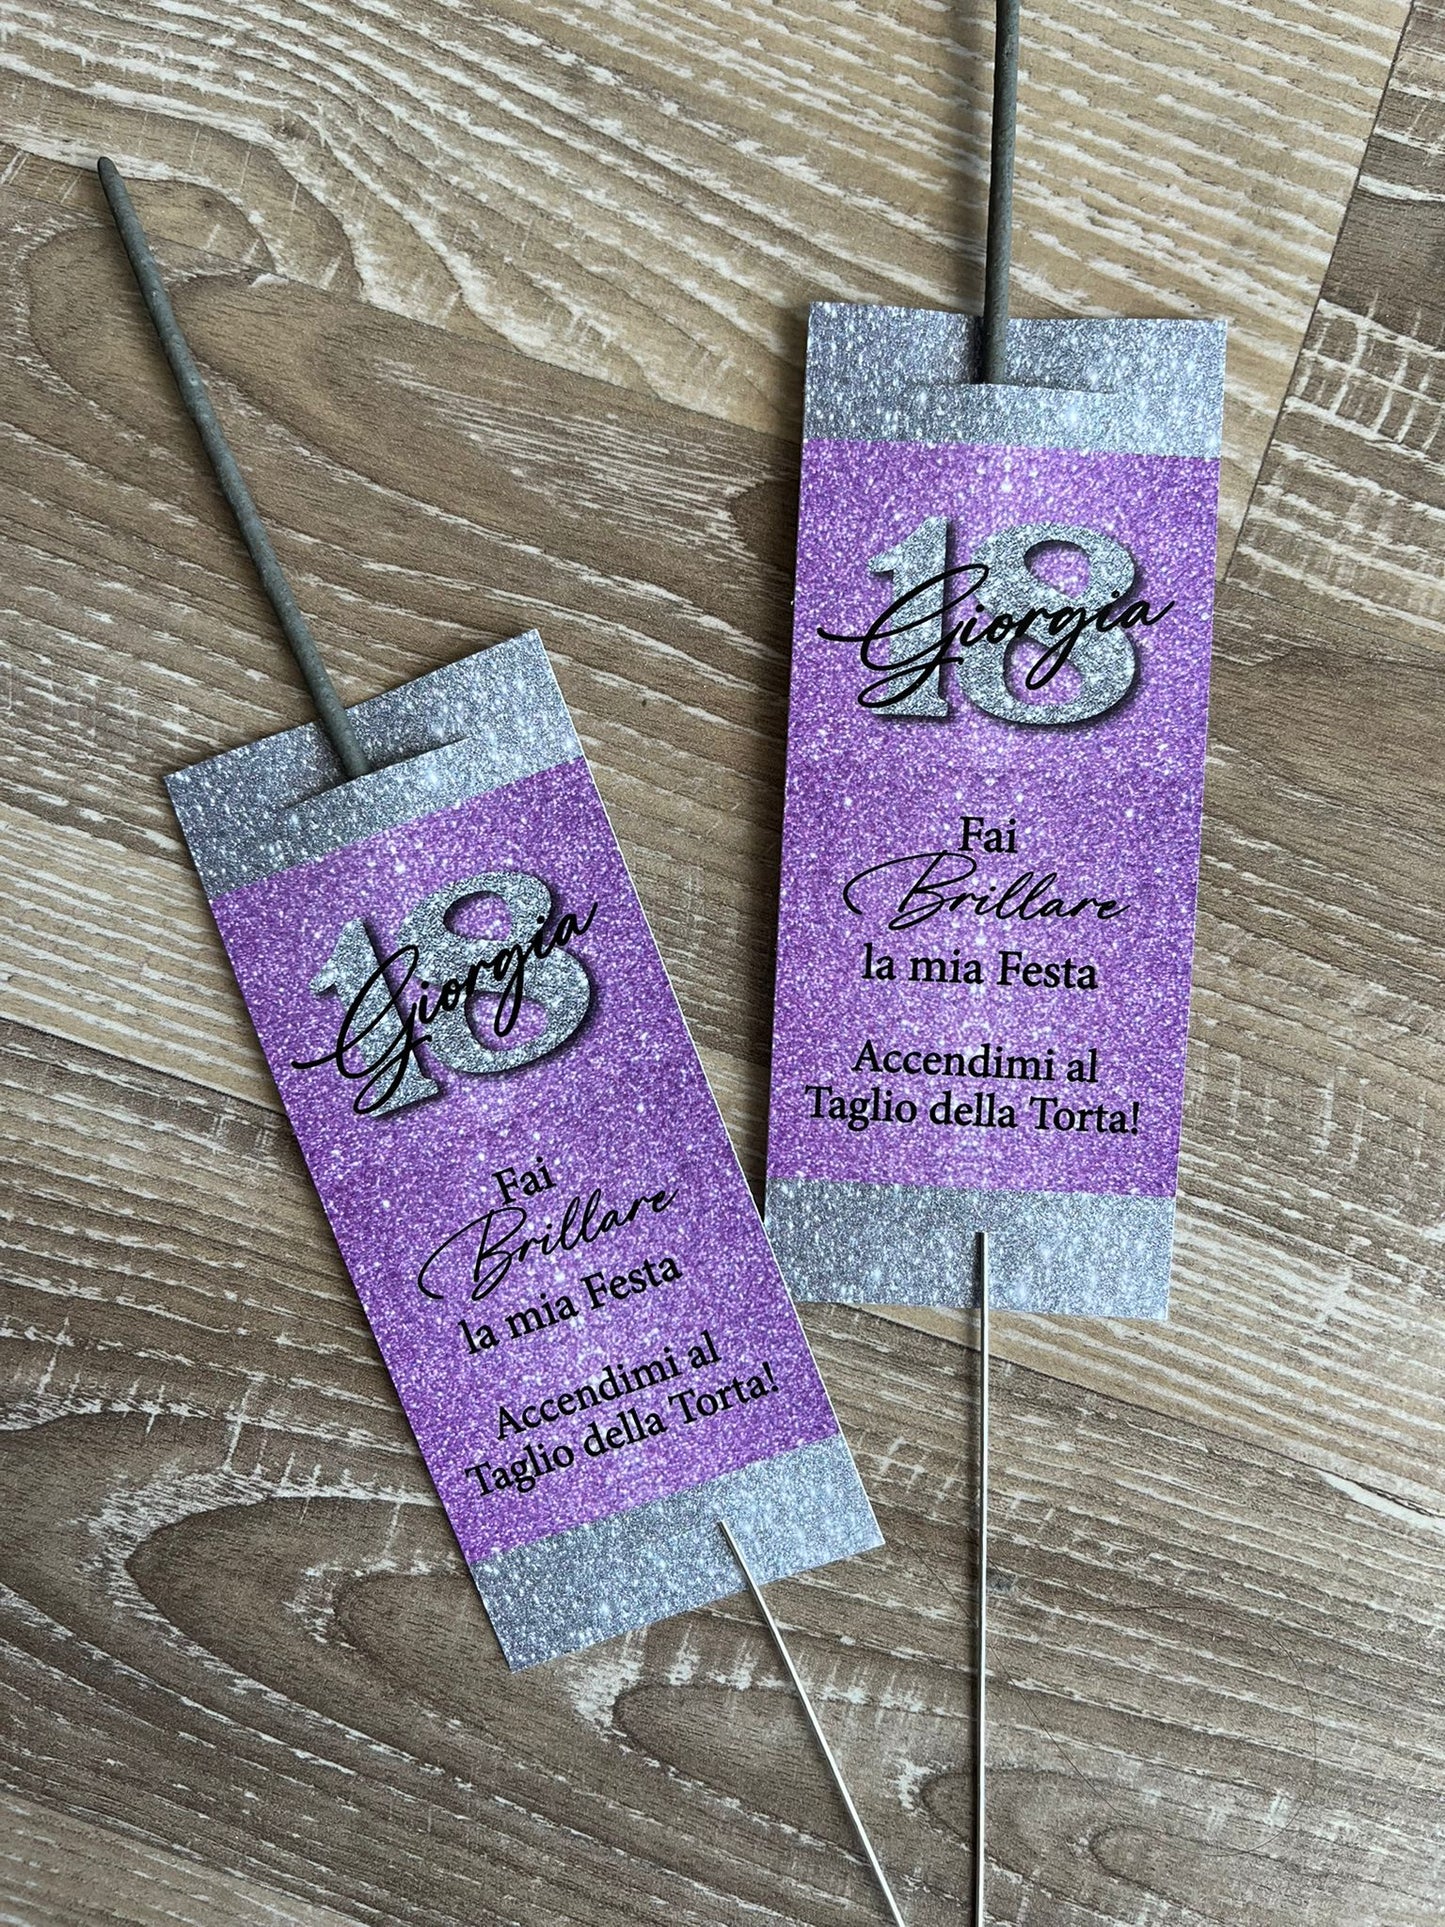 18
Giorgia
Fai
Brillare
la mia Festa
Accendimi al
Taglio della Torta!
18
Giorgia
Fai
Brillare
la mia Festa
Accendimi al
Taglio della Torta!